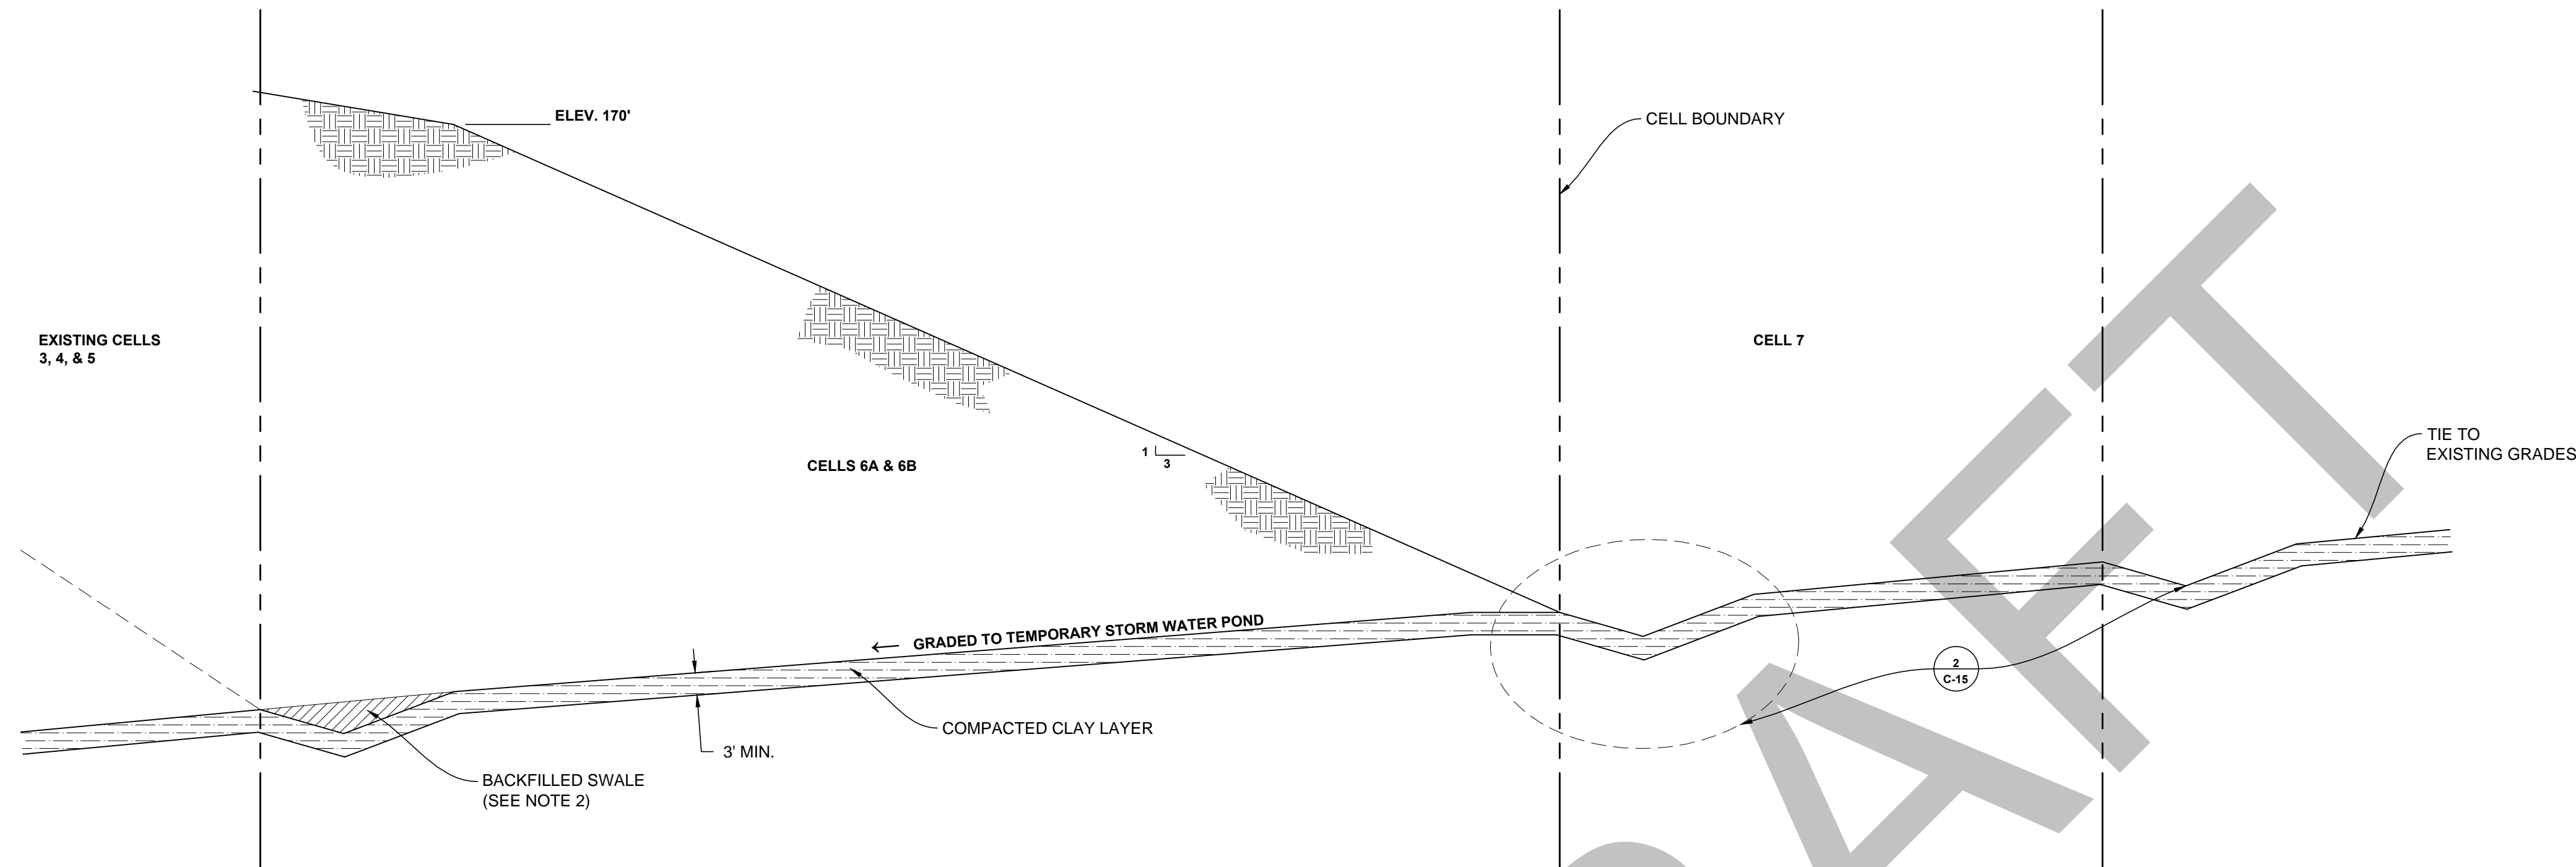 ELEV. 170'
CELL BOUNDARY
EXISTING CELLS
3, 4, & 5
CELL 7
TIE TO
EXISTING GRADES
1
3
CELLS 6A & 6B
GRADED TO TEMPORARY STORM WATER POND
2
C-15
COMPACTED CLAY LAYER
3' MIN.
BACKFILLED SWALE
(SEE NOTE 2)
DRAFT